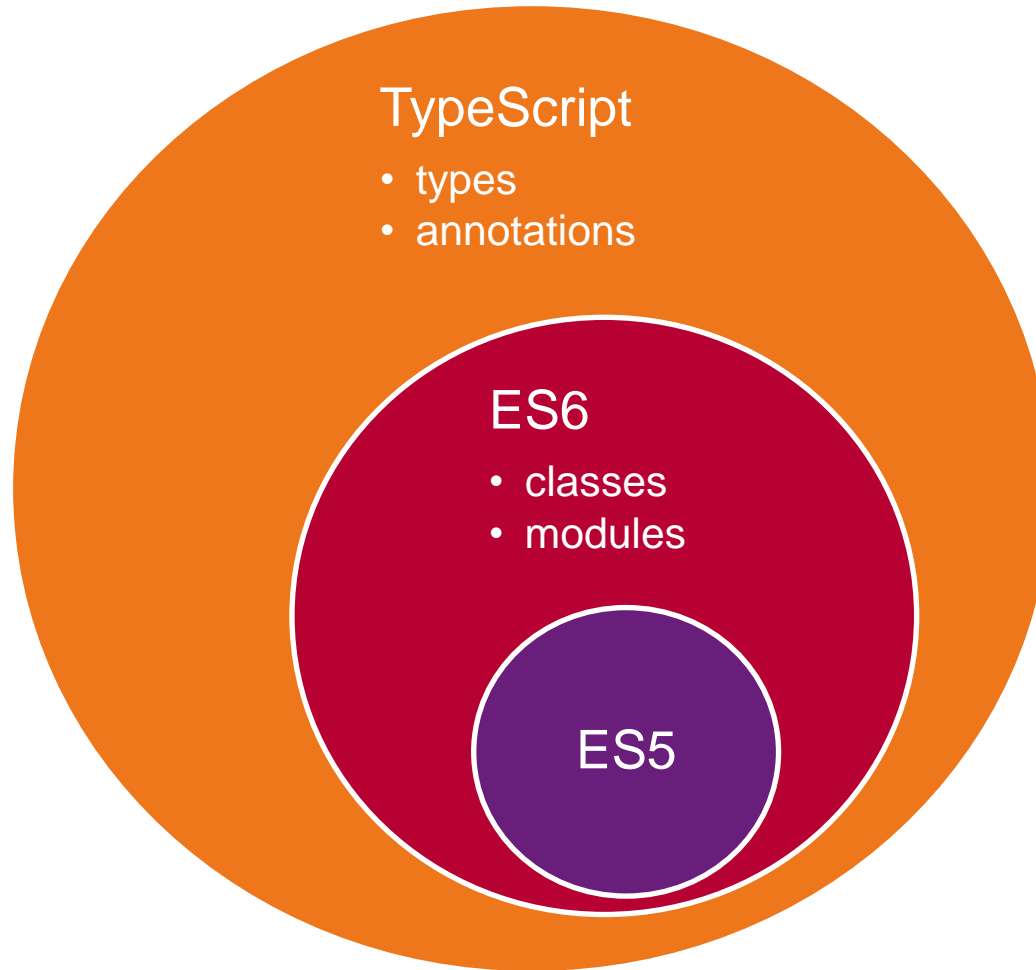 TypeScript
• types
• annotations
ES6
• classes
• modules
ES5